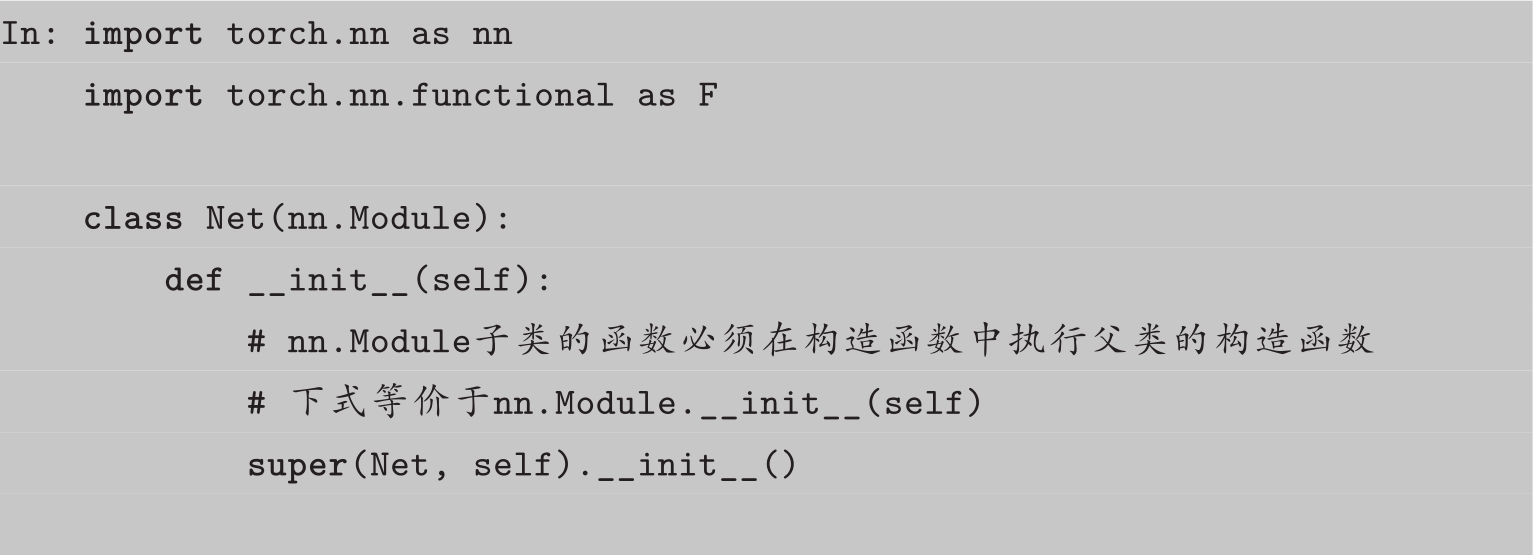 In: import torch.nn as nn
import torch.nn.functional as F
class Net(nn.Module):
def __init__(self):
# nn.Module子类的函数必须在构造函数中执行父类的构造函数
# 下式等价于nn.Module.__init__(self)
super(Net, self).__init__()